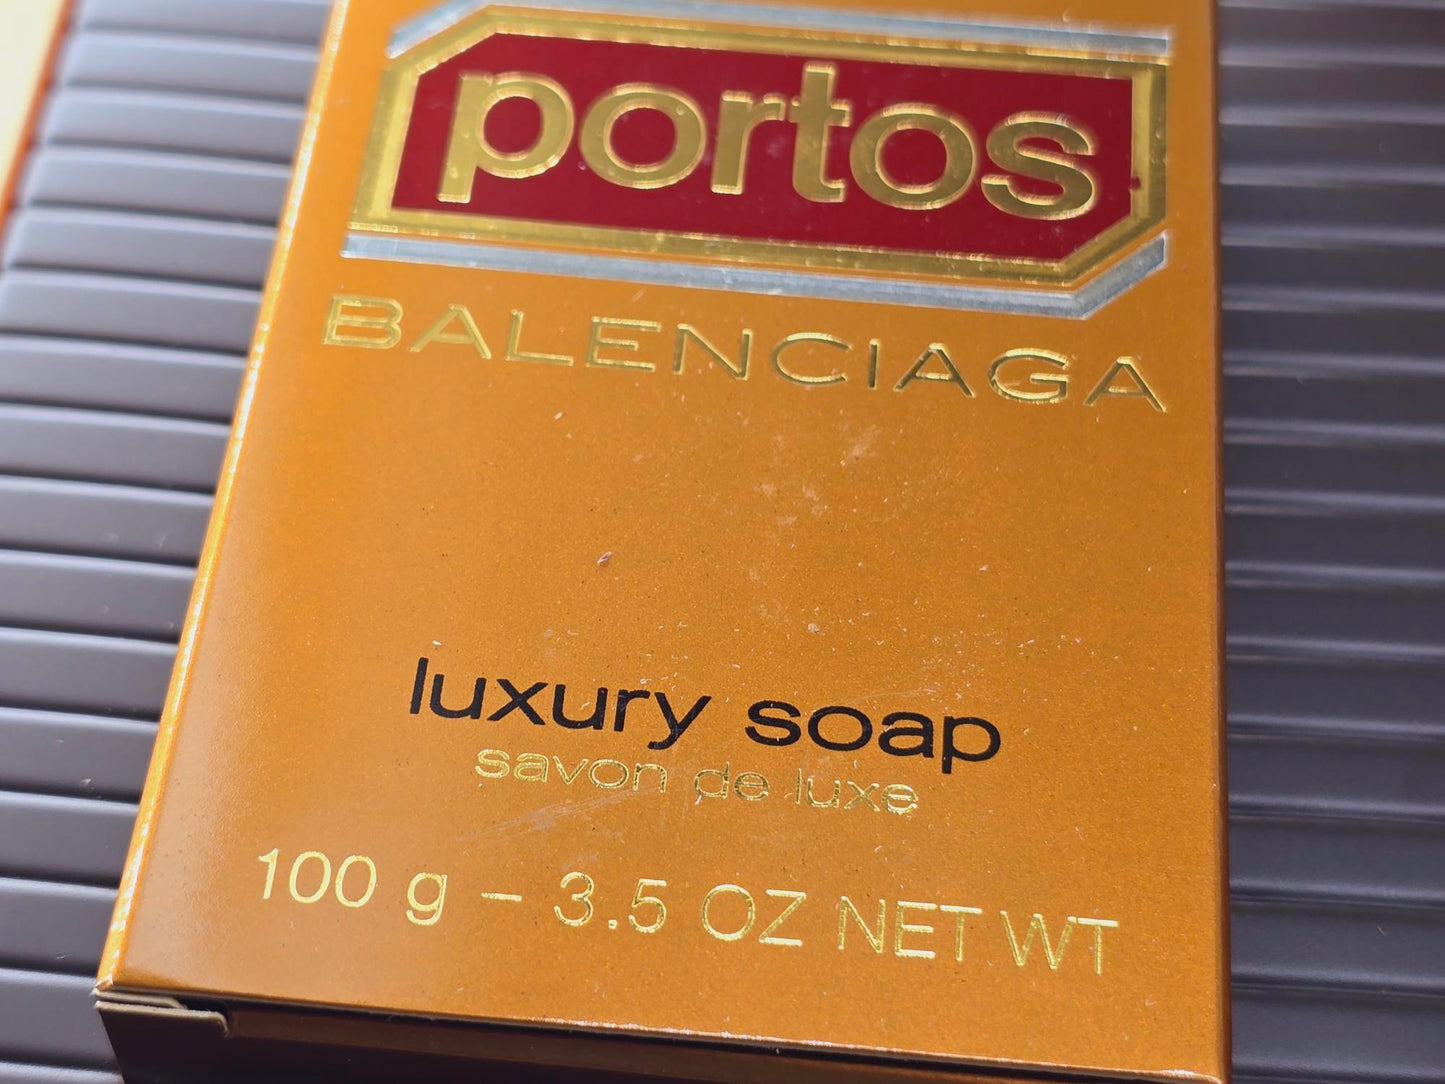 portos
BALENCIAGA
luxury soap
savon de luxe
100 g – 3.5 OZ NET WT